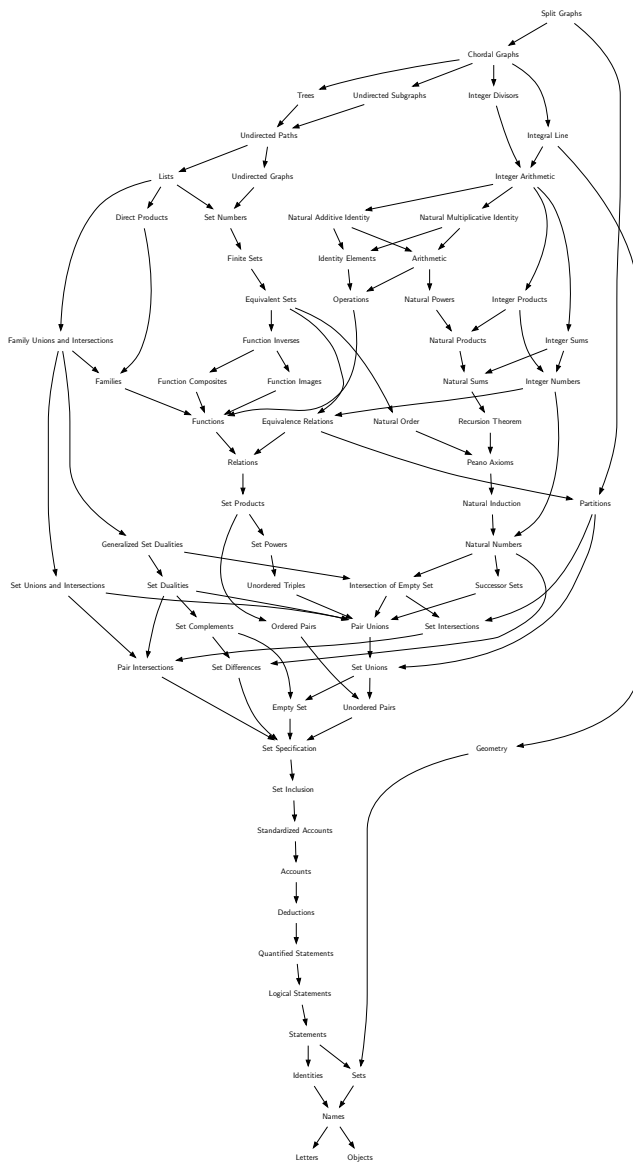 Split Graphs
Chordal Graphs
Trees
Undirected Subgraphs
Integer Divisors
Undirected Paths
Integral Line
Lists
Undirected Graphs
Integer Arithmetic
Direct Products
Set Numbers
Natural Additive Identity
Natural Multiplicative Identity
Finite Sets
Identity Elements
Arithmetic
Equivalent Sets
Operations
Natural Powers
Integer Products
Family Unions and Intersections
Function Inverses
Natural Products
Integer Sums
Families
Function Composites
Function Images
Natural Sums
Integer Numbers
Functions
Equivalence Relations
Natural Order
Recursion Theorem
Relations
Peano Axioms
Set Products
Natural Induction
Partitions
Generalized Set Dualities
Set Powers
Natural Numbers
Set Unions and Intersections
Set Dualities
Unordered Triples
Intersection of Empty Set
Successor Sets
Set Complements
Ordered Pairs
Pair Unions
Set Intersections
Pair Intersections
Set Differences
Set Unions
Empty Set
Unordered Pairs
Set Specification
Geometry
Set Inclusion
Standardized Accounts
Accounts
Deductions
Quantified Statements
Logical Statements
Statements
Identities
Sets
Names
Letters
Objects